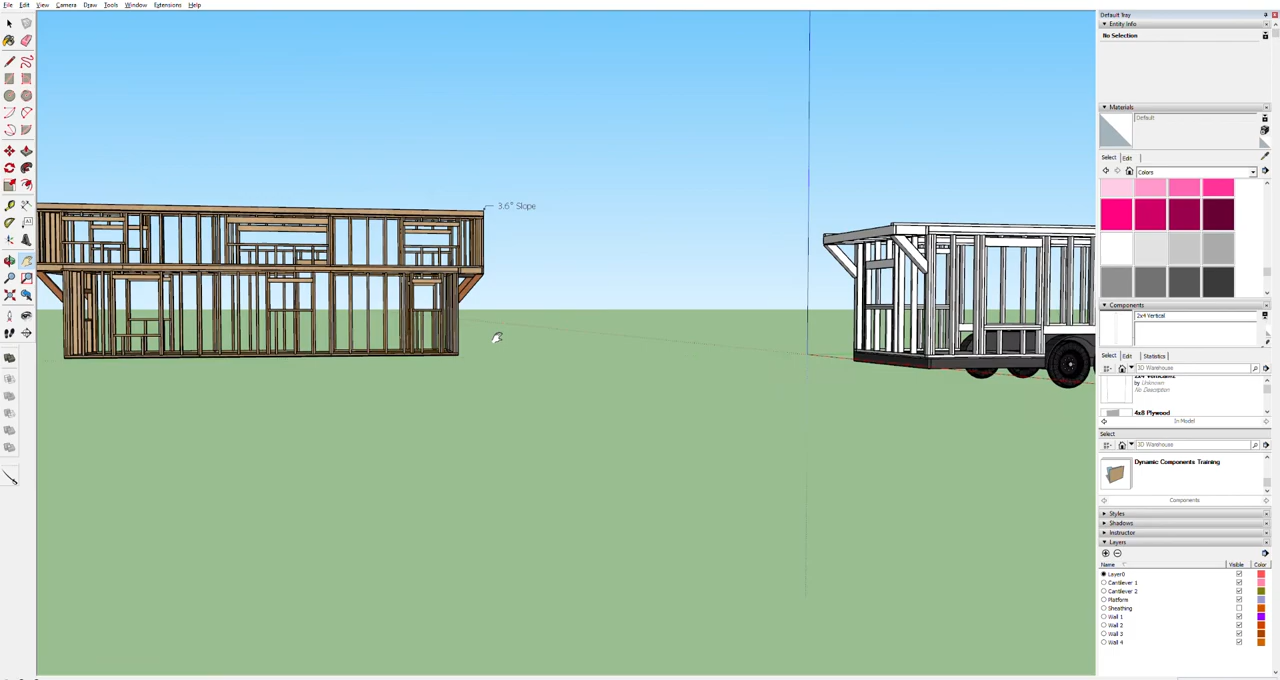 File Edit View Camera Draw Tools Window Extensions Help
Default Tray
Entity Info
No Selection
Materials
Default
Select Edit
Colors
3.6" Slope
Components
2x4 Vertical
Select Edit Statistics
3D Warehouse
by Unknown
No Description
4x8 Plywood
In Model
Select
3D Warehouse
Dynamic Components Training
Components
Styles
Shadows
Instructor
Layers
Name Visible Color
Layer0
Cantilever 1
Cantilever 2
Platform
Sheathing
Wall 1
Wall 2
Wall 3
Wall 4